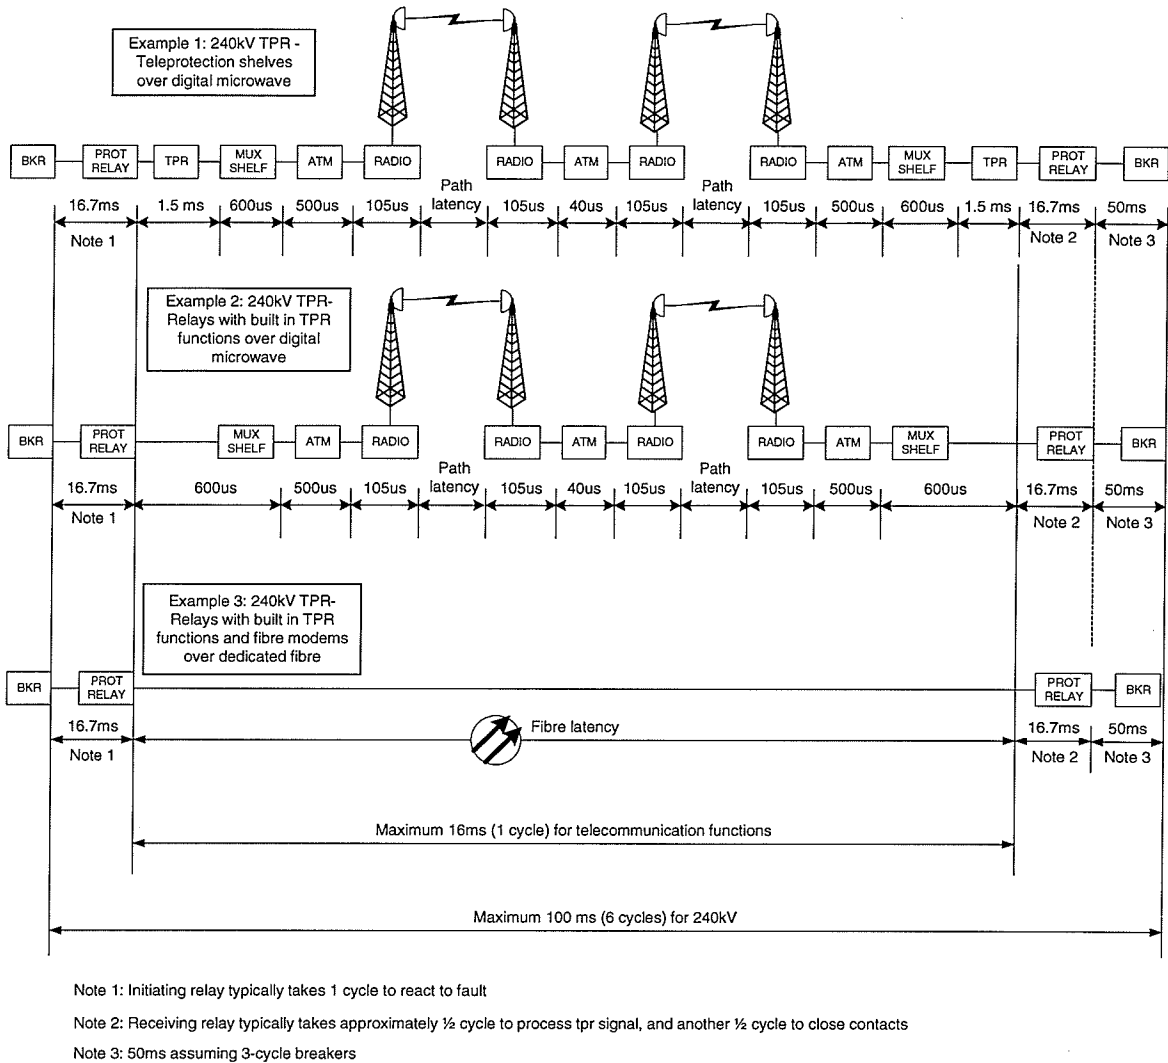 Example 1: 240kV TPR -
Teleprotection shelves
over digital microwave
BKR
PROT
RELAY
TPR
MUX
SHELF
ATM
RADIO
RADIO
ATM
RADIO
RADIO
ATM
MUX
SHELF
TPR
PROT
RELAY
BKR
16.7ms
1.5 ms
600us
500us
105us
Path
latency
105us
40us
105us
Path
latency
105us
500us
600us
1.5 ms
16.7ms
50ms
Note 1
Note 2
Note 3
Example 2: 240kV TPR-
Relays with built in TPR
functions over digital
microwave
BKR
PROT
RELAY
MUX
SHELF
ATM
RADIO
RADIO
ATM
RADIO
RADIO
ATM
MUX
SHELF
PROT
RELAY
BKR
16.7ms
600us
500us
105us
Path
latency
105us
40us
105us
Path
latency
105us
500us
600us
16.7ms
50ms
Note 1
Note 2
Note 3
Example 3: 240kV TPR-
Relays with built in TPR
functions and fibre modems
over dedicated fibre
BKR
PROT
RELAY
PROT
RELAY
BKR
16.7ms
Fibre latency
16.7ms
50ms
Note 1
Note 2
Note 3
Maximum 16ms (1 cycle) for telecommunication functions
Maximum 100 ms (6 cycles) for 240kV
Note 1: Initiating relay typically takes 1 cycle to react to fault
Note 2: Receiving relay typically takes approximately ½ cycle to process tpr signal, and another ½ cycle to close contacts
Note 3: 50ms assuming 3-cycle breakers